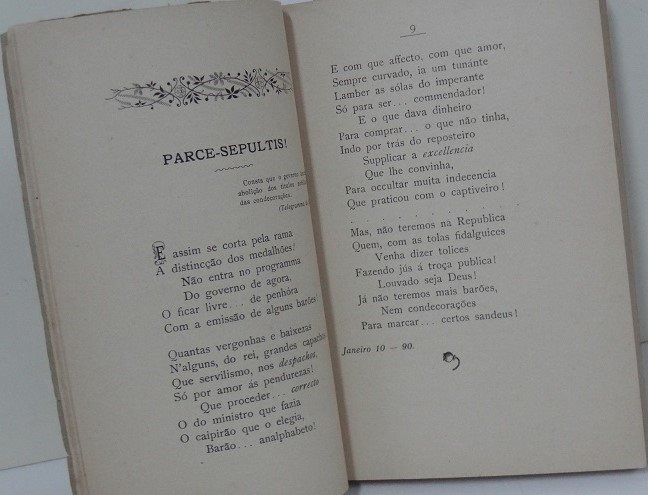 PARCE-SEPULTIS!
Consta que o governo
abolição dos
das condecorações.
E assim se corta pela rama
A distincção dos medalhões!
Não entra no programma
Do governo de agora,
O ficar livre... de penhóra
Com a emissão de alguns barões!
Quantas vergonhas e baixezas
N'alguns, do rei, grandes
Que servilismo, nos despachos,
Só por amor ás pendurezas!
Que proceder... correcto
O do ministro que fazia
O caipirão que o elegia,
Barão... analphabeto!
9
E com que affecto, com que amor,
Sempre curvado, ia um tunánte
Lamber as sólas do imperante
Só para ser... commendador!
E o que dava dinheiro
Para comprar... o que não tinha,
Indo por trás do reposteiro
Supplicar a excellencia
Que lhe convinha,
Para occultar muita indecencia
Que praticou com o captiveiro!
. . . . . . . . . . . . . . .
Mas, não teremos na Republica
Quem, com as tolas fidalguices
Venha dizer tolices
Fazendo jús á troça publica!
Louvado seja Deus!
Já não teremos mais barões,
Nem condecorações
Para marcar... certos sandeus!
Janeiro 10 — 90.